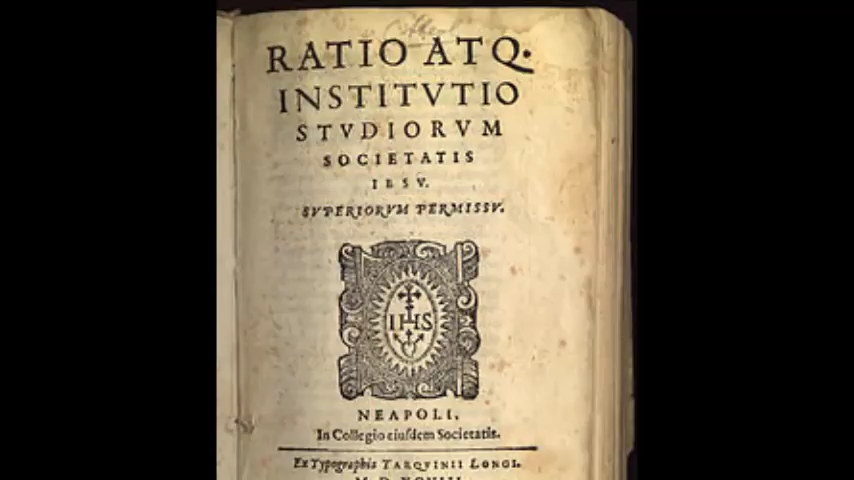 RATIO ATQ.
INSTITVTIO
STVDIORVM
SOCIETATIS
IESV.
SVPERIORVM PERMISSV.
IHS
NEAPOLI,
In Collegio eiuſdem Societatis.
Ex Typographia TARQVINII LONGI.